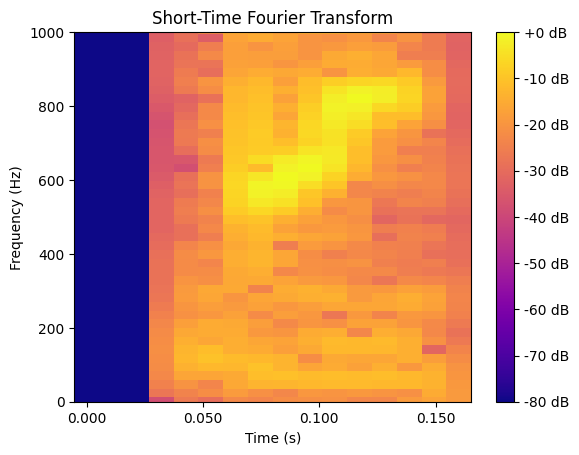 Short-Time Fourier Transform
Frequency (Hz)
1000
800
600
400
200
0
0.000
0.050
0.100
0.150
Time (s)
+0 dB
-10 dB
-20 dB
-30 dB
-40 dB
-50 dB
-60 dB
-70 dB
-80 dB